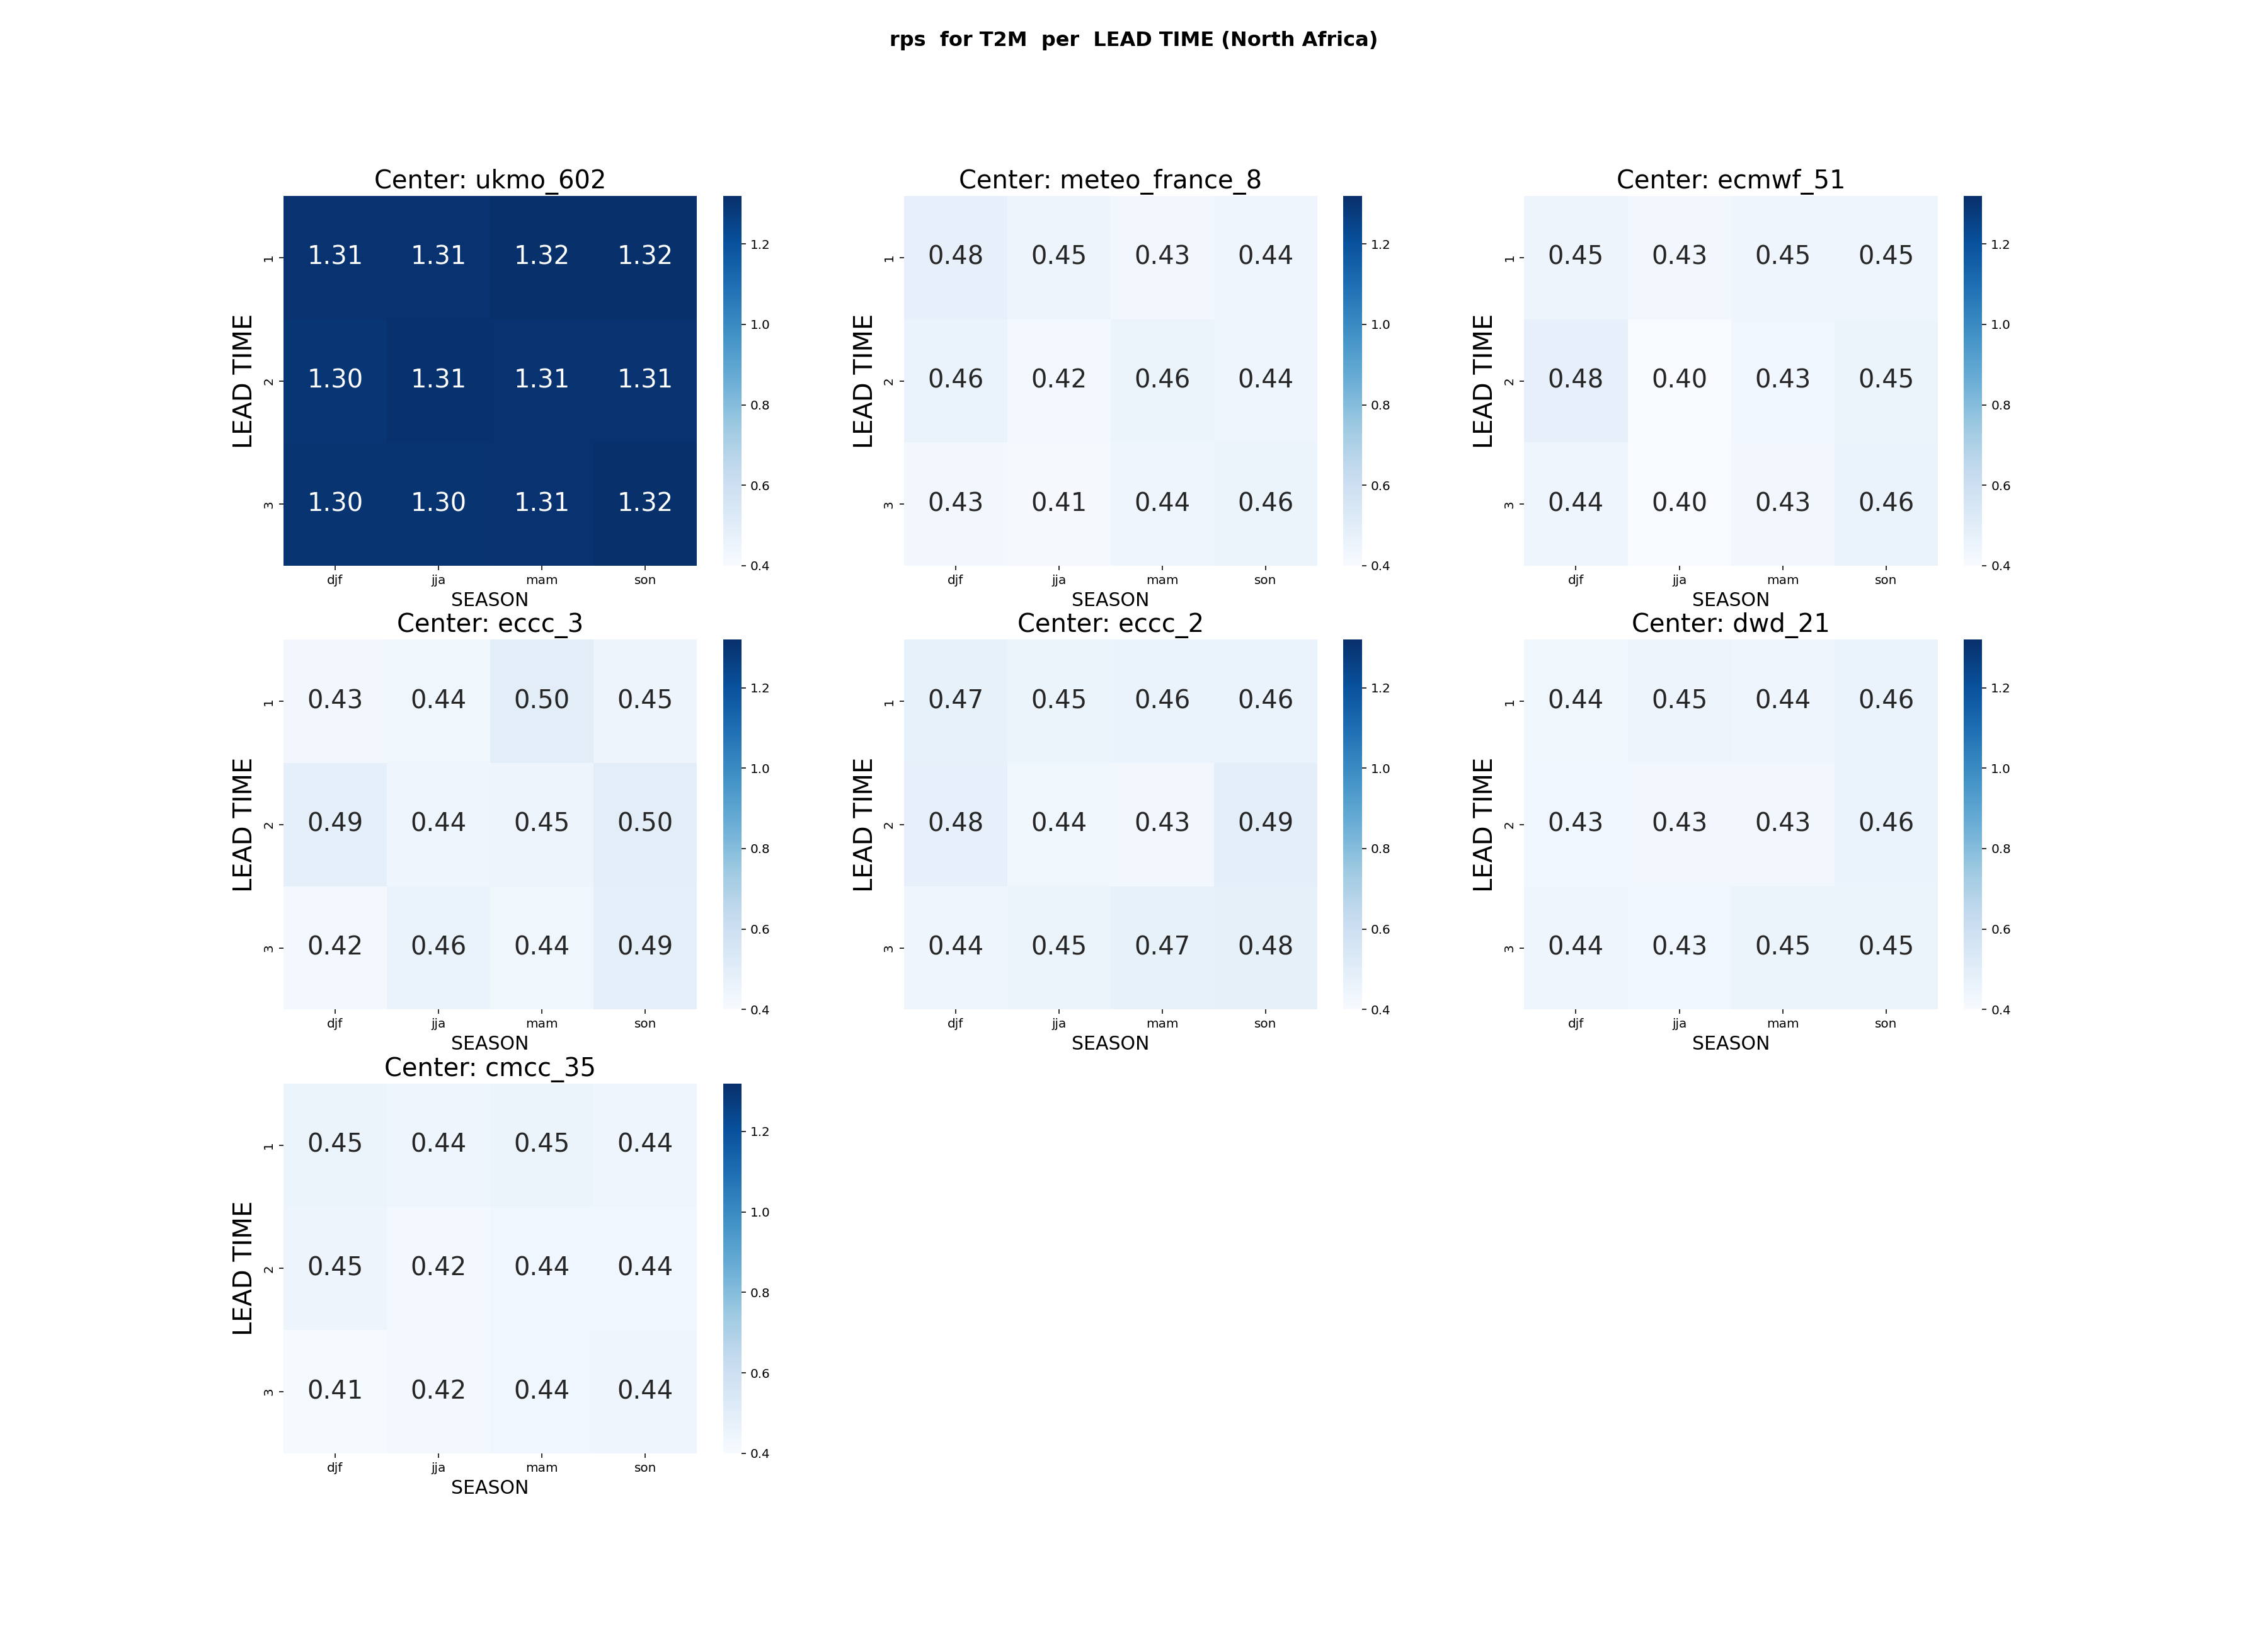 rps for T2M per LEAD TIME (North Africa)
Center: ukmo_602
LEAD TIME
1 1.31 1.31 1.32 1.32
2 1.30 1.31 1.31 1.31
3 1.30 1.30 1.31 1.32
djf jja mam son
SEASON
1.2
1.0
0.8
0.6
0.4
Center: meteo_france_8
LEAD TIME
1 0.48 0.45 0.43 0.44
2 0.46 0.42 0.46 0.44
3 0.43 0.41 0.44 0.46
djf jja mam son
SEASON
1.2
1.0
0.8
0.6
0.4
Center: ecmwf_51
LEAD TIME
1 0.45 0.43 0.45 0.45
2 0.48 0.40 0.43 0.45
3 0.44 0.40 0.43 0.46
djf jja mam son
SEASON
1.2
1.0
0.8
0.6
0.4
Center: eccc_3
LEAD TIME
1 0.43 0.44 0.50 0.45
2 0.49 0.44 0.45 0.50
3 0.42 0.46 0.44 0.49
djf jja mam son
SEASON
1.2
1.0
0.8
0.6
0.4
Center: eccc_2
LEAD TIME
1 0.47 0.45 0.46 0.46
2 0.48 0.44 0.43 0.49
3 0.44 0.45 0.47 0.48
djf jja mam son
SEASON
1.2
1.0
0.8
0.6
0.4
Center: dwd_21
LEAD TIME
1 0.44 0.45 0.44 0.46
2 0.43 0.43 0.43 0.46
3 0.44 0.43 0.45 0.45
djf jja mam son
SEASON
1.2
1.0
0.8
0.6
0.4
Center: cmcc_35
LEAD TIME
1 0.45 0.44 0.45 0.44
2 0.45 0.42 0.44 0.44
3 0.41 0.42 0.44 0.44
djf jja mam son
SEASON
1.2
1.0
0.8
0.6
0.4